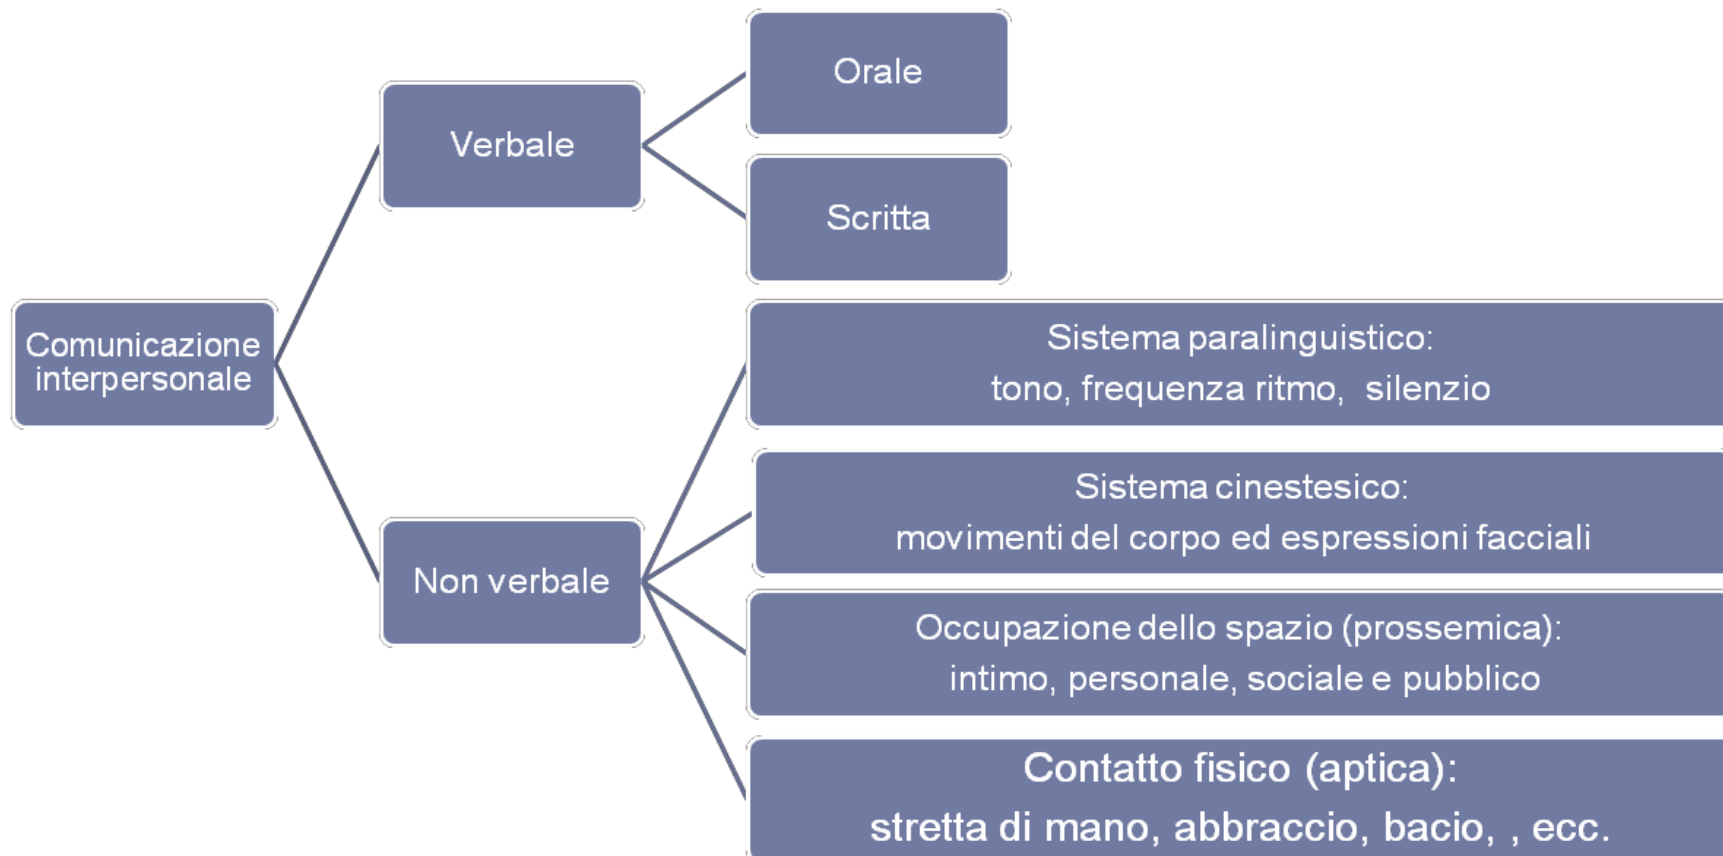 Orale
Verbale
Scritta
Comunicazione
interpersonale
Sistema paralinguistico:
tono, frequenza ritmo, silenzio
Sistema cinestesico:
movimenti del corpo ed espressioni facciali
Non verbale
Occupazione dello spazio (prossemica):
intimo, personale, sociale e pubblico
Contatto fisico (aptica):
stretta di mano, abbraccio, bacio, , ecc.